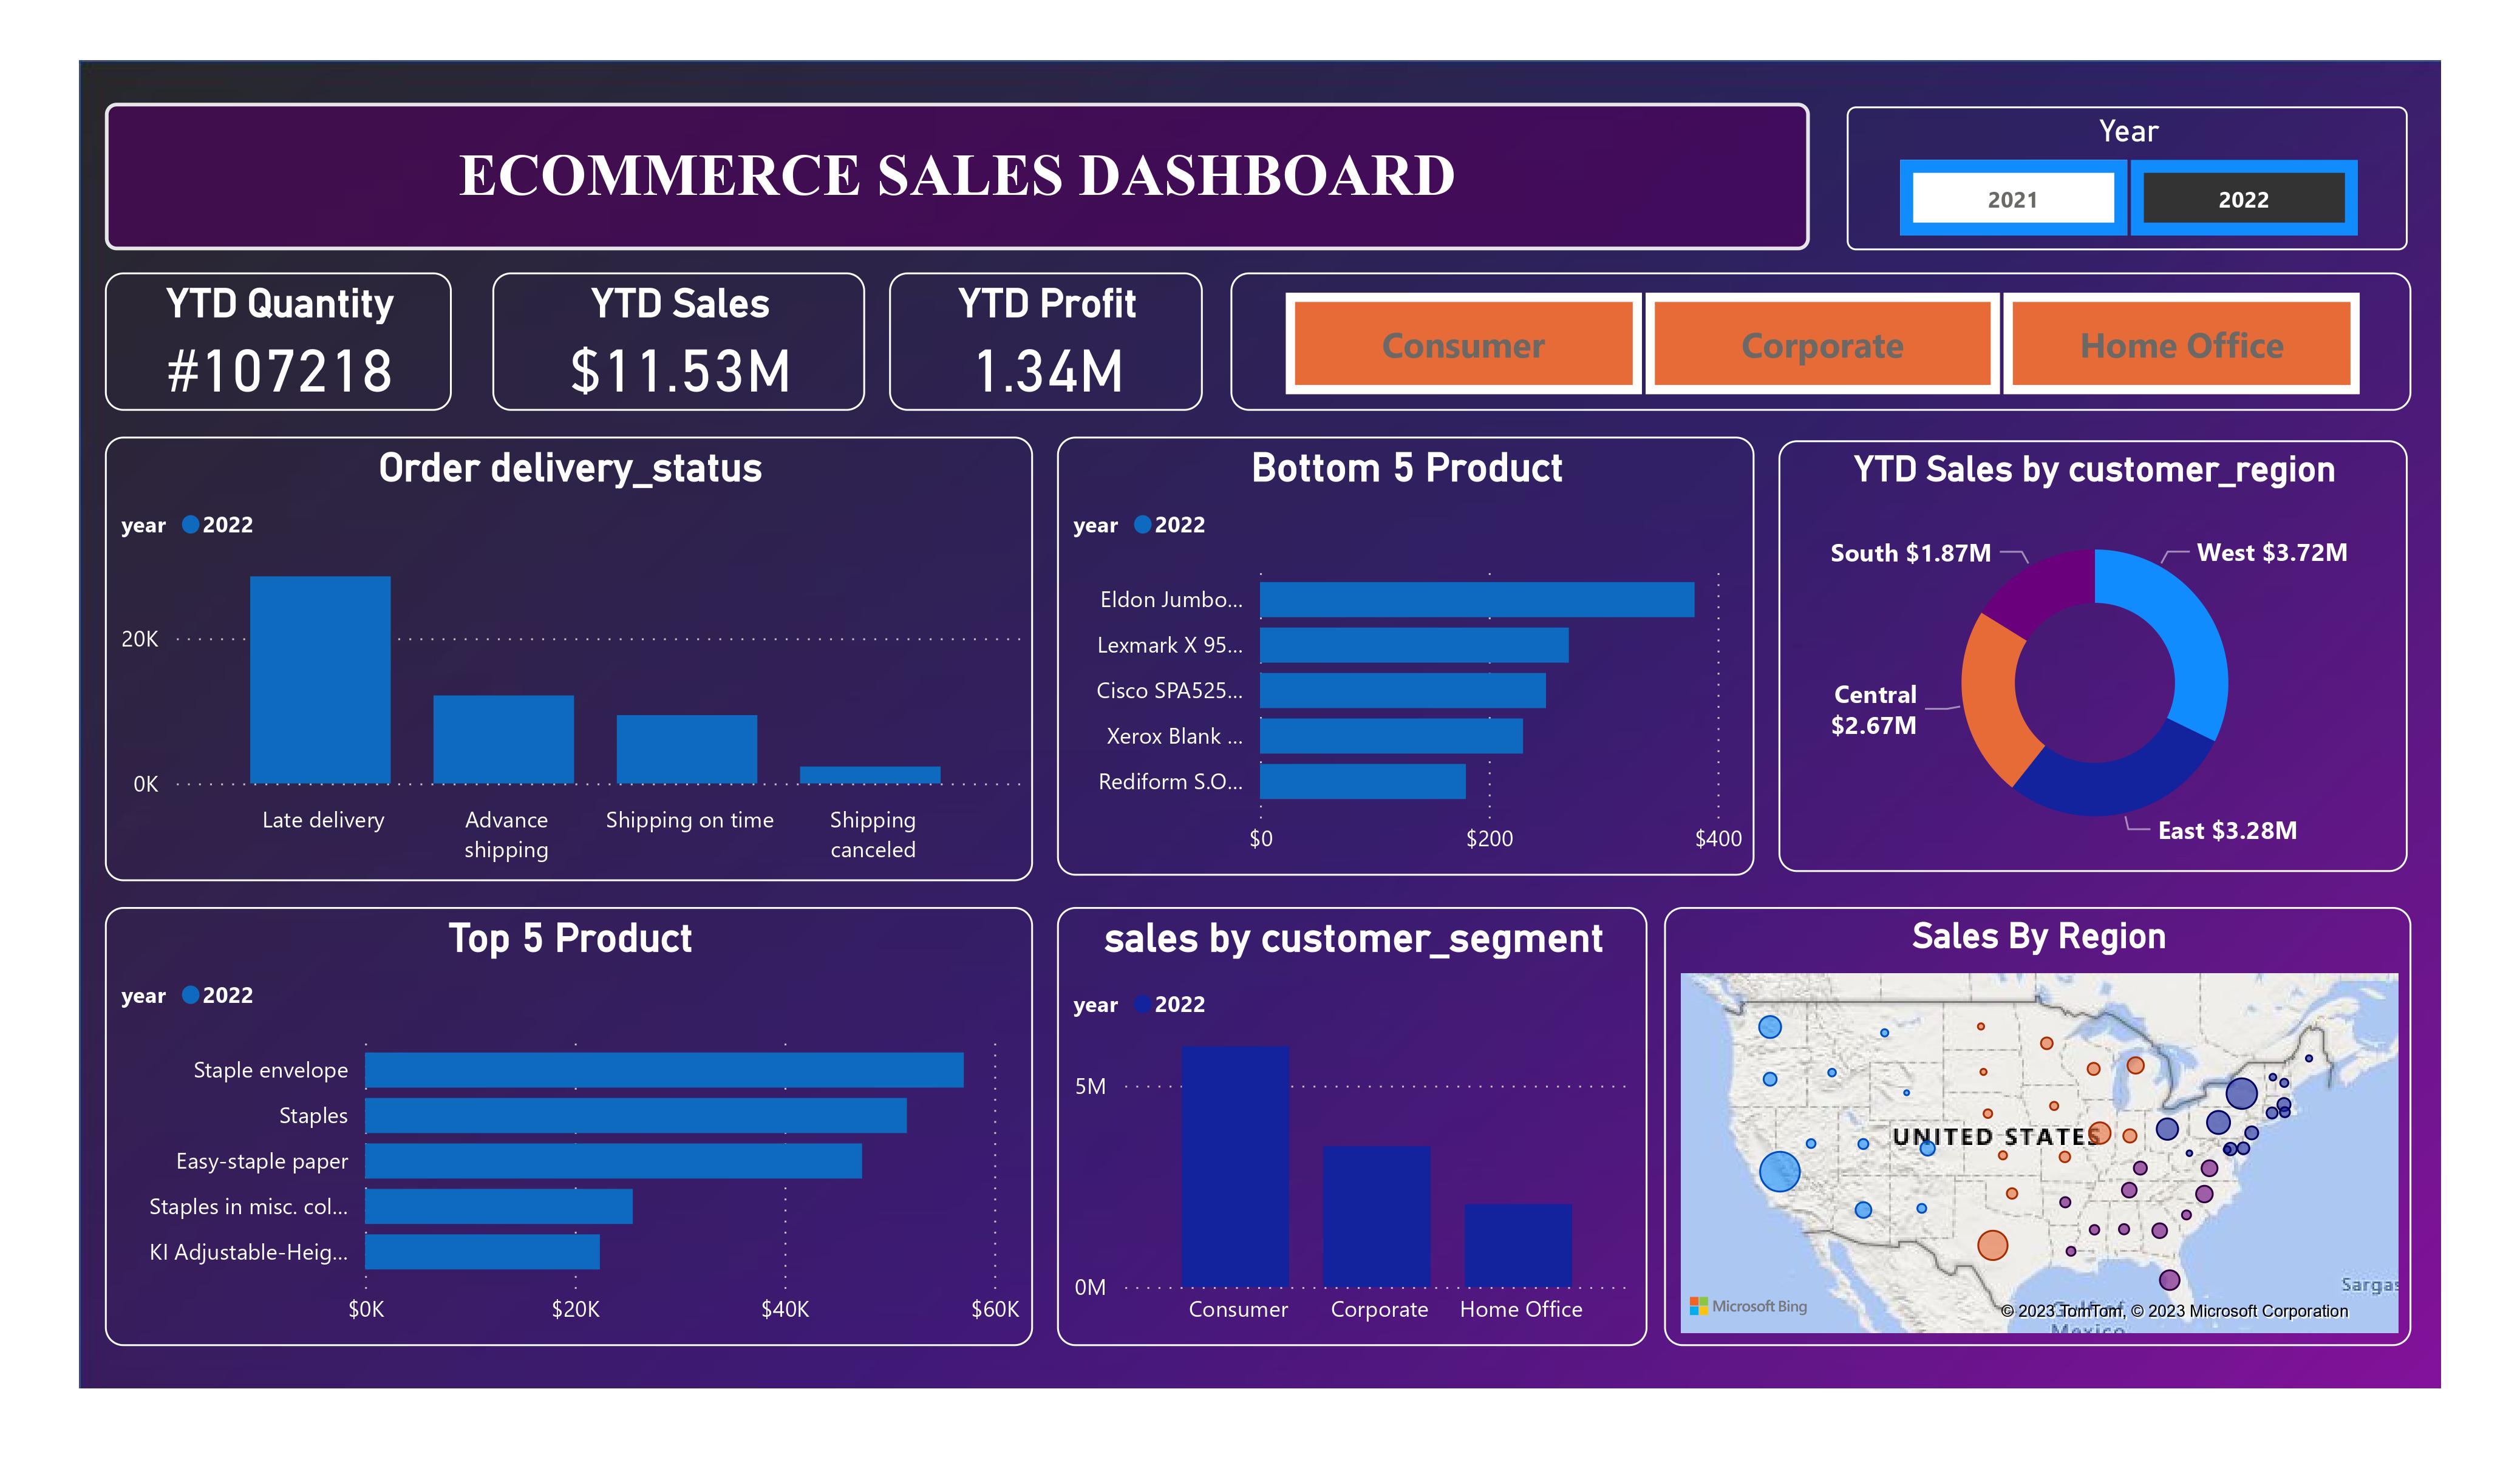 ECOMMERCE SALES DASHBOARD
Year
2021
2022
YTD Quantity
#107218
YTD Sales
$11.53M
YTD Profit
1.34M
Consumer
Corporate
Home Office
Order delivery_status
year 2022
20K
0K
Late delivery
Advance
shipping
Shipping on time
Shipping
canceled
Bottom 5 Product
year 2022
Eldon Jumbo...
Lexmark X 95...
Cisco SPA525...
Xerox Blank ...
Rediform S.O...
$0
$200
$400
YTD Sales by customer_region
South $1.87M
West $3.72M
Central
$2.67M
East $3.28M
Top 5 Product
year 2022
Staple envelope
Staples
Easy-staple paper
Staples in misc. col...
KI Adjustable-Heig...
$0K
$20K
$40K
$60K
sales by customer_segment
year 2022
5M
0M
Consumer
Corporate
Home Office
Sales By Region
UNITED STATES
Sargas
Microsoft Bing
© 2023 TomTom, © 2023 Microsoft Corporation
Mexico